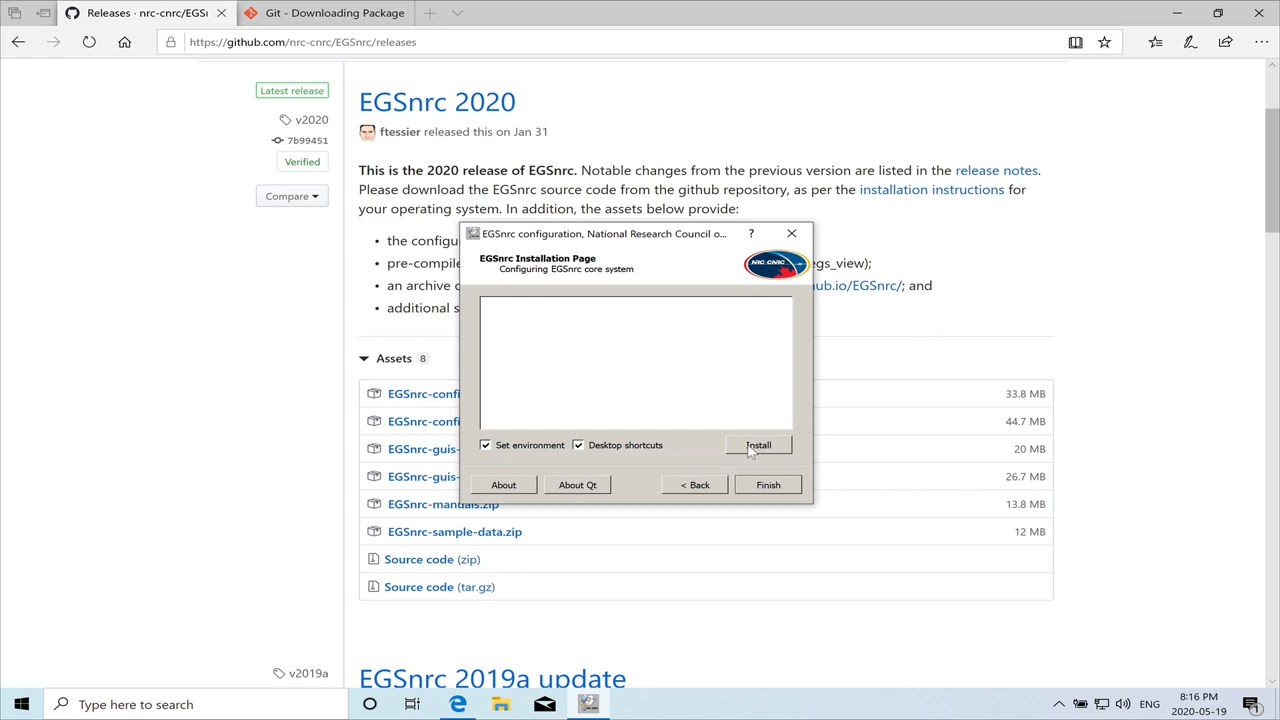 Releases · nrc-cnrc/EGSr
Git - Downloading Package
https://github.com/nrc-cnrc/EGSnrc/releases
Latest release
EGSnrc 2020
v2020
ftessier released this on Jan 31
7b99451
Verified
This is the 2020 release of EGSnrc. Notable changes from the previous version are listed in the release notes.
Compare
Please download the EGSnrc source code from the github repository, as per the installation instructions for
your operating system. In addition, the assets below provide:
the configu
pre-compile
egs_view);
an archive o
ub.io/EGSnrc/; and
additional s
EGSnrc configuration, National Research Council o...
?
EGSnrc Installation Page
Configuring EGSnrc core system
NRC·CNRC
Set environment
Desktop shortcuts
Install
About
About Qt
< Back
Finish
Assets 8
EGSnrc-confi
33.8 MB
EGSnrc-confi
44.7 MB
EGSnrc-guis-
20 MB
EGSnrc-guis-
26.7 MB
EGSnrc-manuals.zip
13.8 MB
EGSnrc-sample-data.zip
12 MB
Source code (zip)
Source code (tar.gz)
v2019a
EGSnrc 2019a update
Type here to search
ENG
8:16 PM
2020-05-19
1